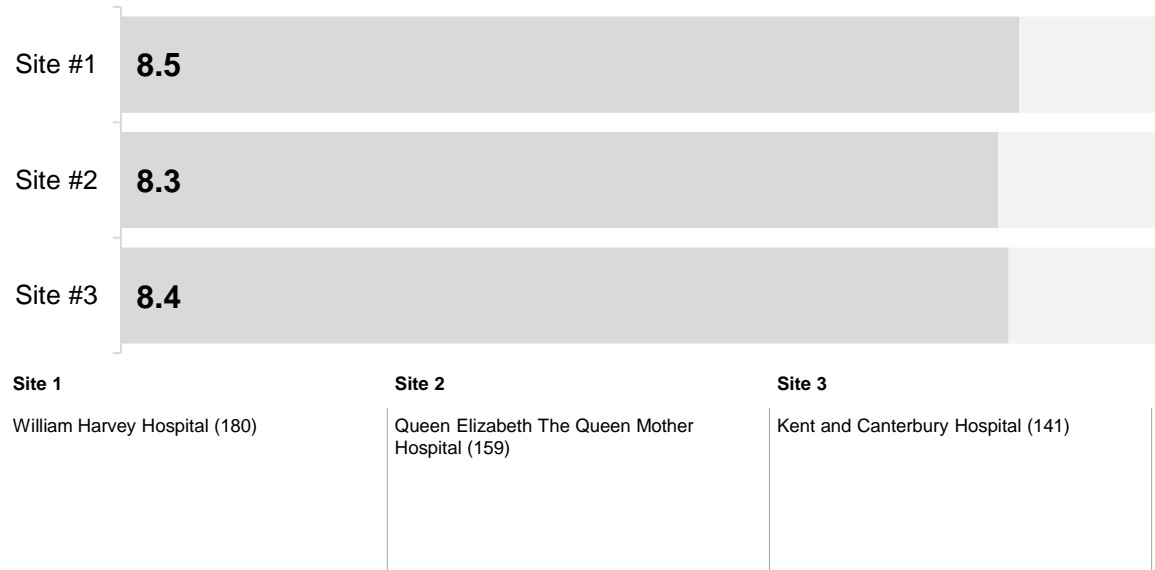 Site #1 8.5
Site #2 8.3
Site #3 8.4
Site 1 Site 2 Site 3
William Harvey Hospital (180)
Queen Elizabeth The Queen Mother
Hospital (159)
Kent and Canterbury Hospital (141)